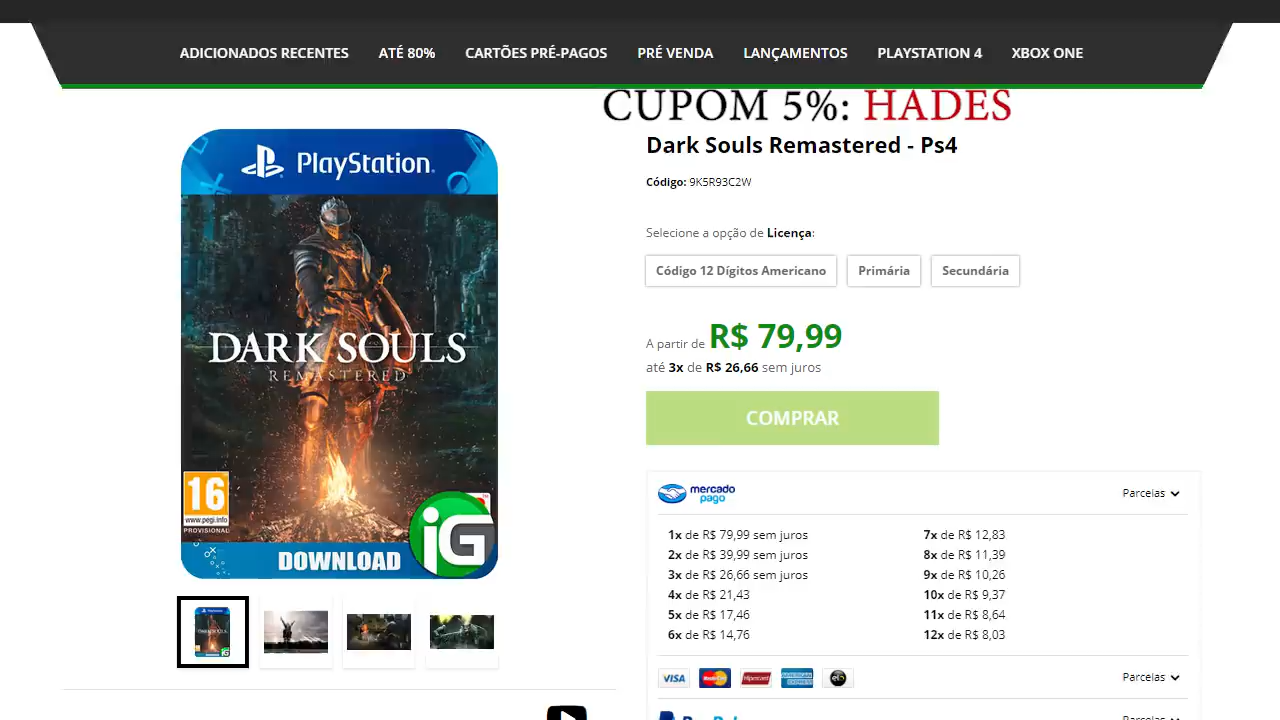 ADICIONADOS RECENTES ATÉ 80% CARTÕES PRÉ-PAGOS PRÉ VENDA LANÇAMENTOS PLAYSTATION 4 XBOX ONE
CUPOM 5%: HADES
PlayStation.
DARK SOULS
REMASTERED
16
www.pegi.info
PROVISIONAL
DOWNLOAD
iG
Dark Souls Remastered - Ps4
Código: 9K5R93C2W
Selecione a opção de Licença:
Código 12 Dígitos Americano Primária Secundária
A partir de R$ 79,99
até 3x de R$ 26,66 sem juros
COMPRAR
mercado
pago
Parcelas
1x de R$ 79,99 sem juros
2x de R$ 39,99 sem juros
3x de R$ 26,66 sem juros
4x de R$ 21,43
5x de R$ 17,46
6x de R$ 14,76
7x de R$ 12,83
8x de R$ 11,39
9x de R$ 10,26
10x de R$ 9,37
11x de R$ 8,64
12x de R$ 8,03
VISA MasterCard Hipercard AMERICAN EXPRESS elo
Parcelas